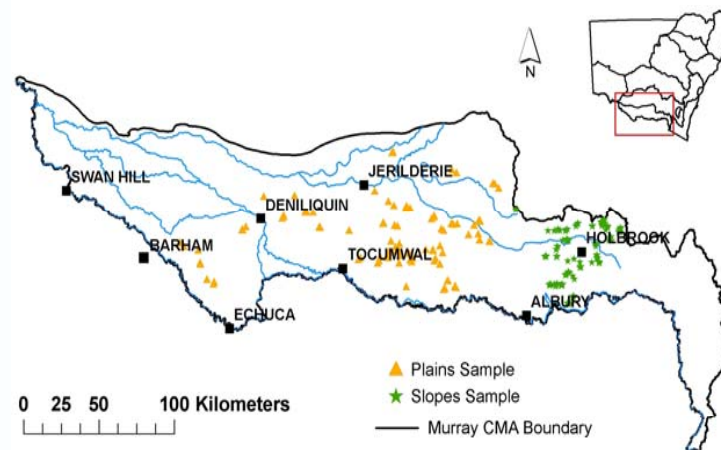 N
JERILDERIE
SWAN HILL
DENILIQUIN
BARHAM
HOLBROOK
TOCUMWAL
ECHUCA
ALBURY
Plains Sample
Slopes Sample
Murray CMA Boundary
0 25 50 100 Kilometers